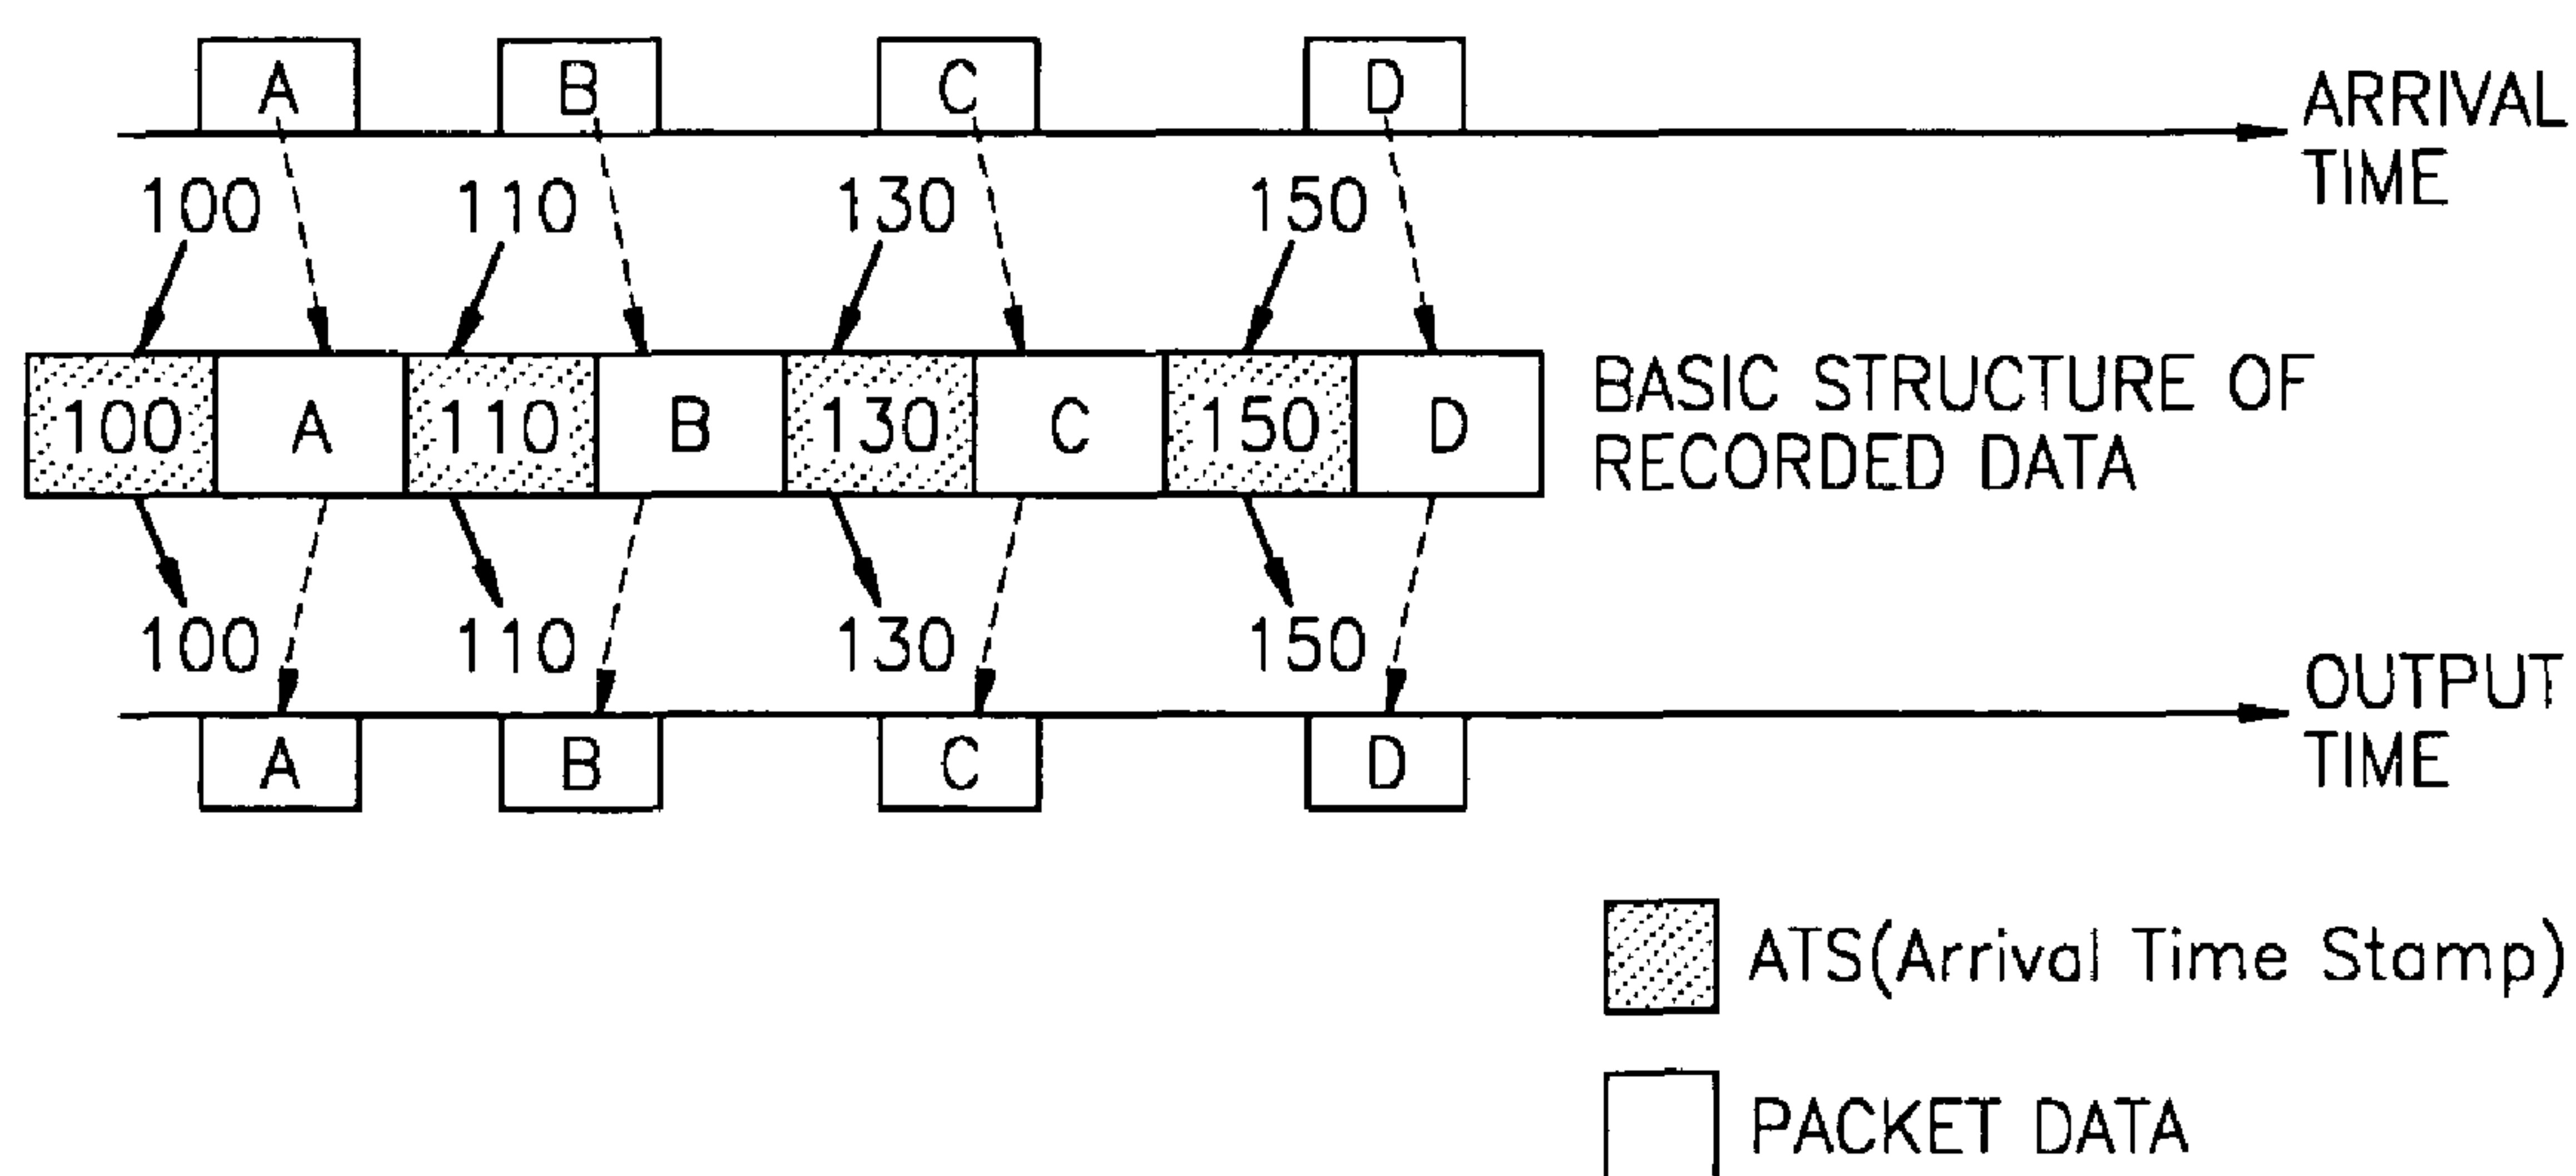 A B C D
ARRIVAL
TIME
100 110 130 150
100 A 110 B 130 C 150 D
BASIC STRUCTURE OF
RECORDED DATA
100 110 130 150
OUTPUT
TIME
A B C D
ATS(Arrival Time Stamp)
PACKET DATA